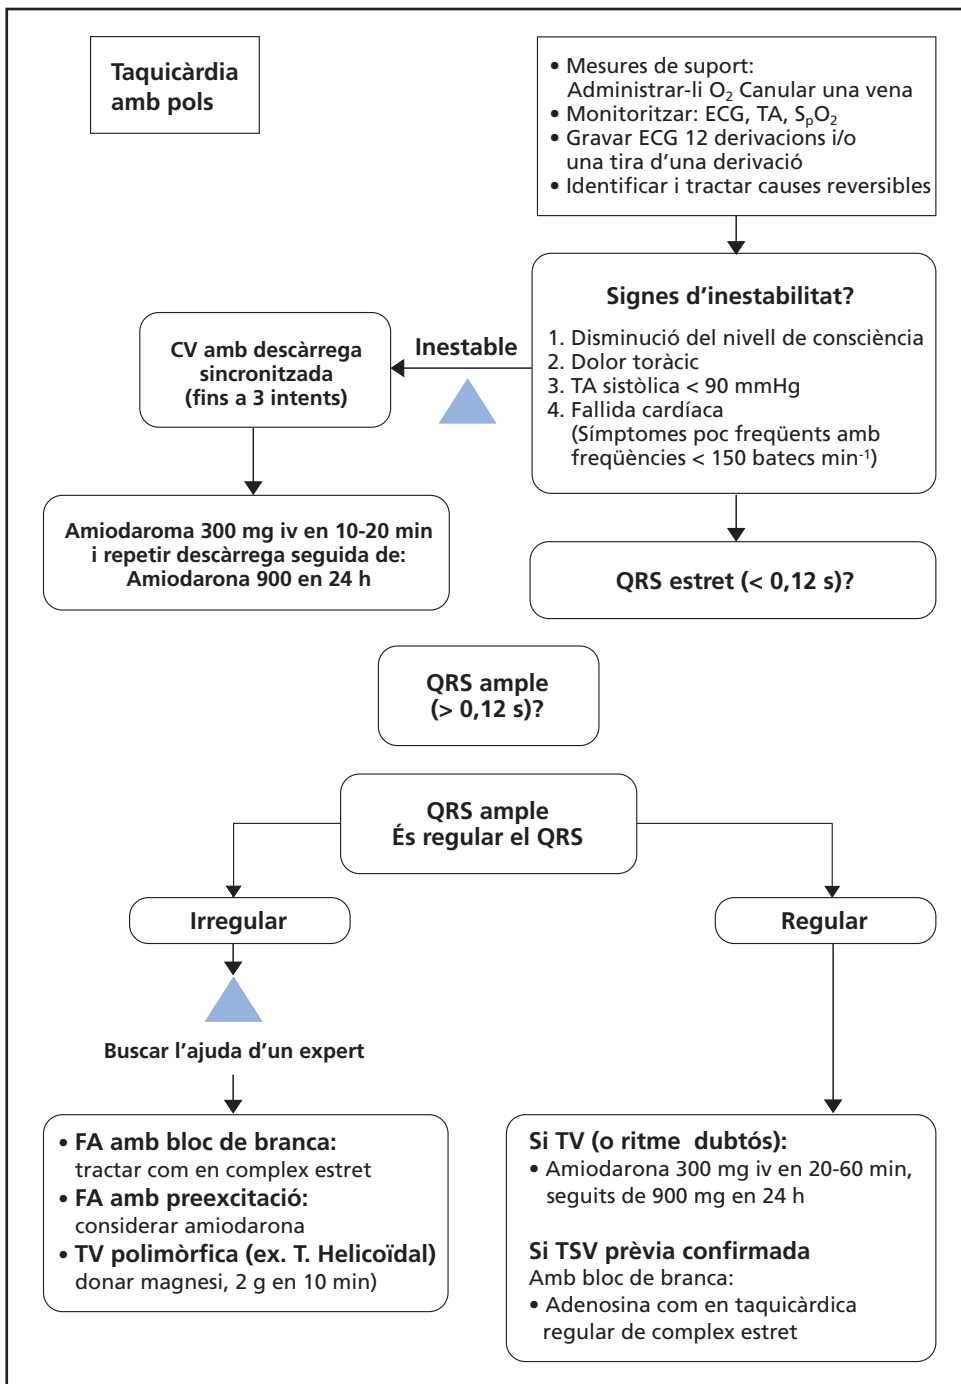 Taquicàrdia
amb pols
• Mesures de suport:
Administrar-li O₂ Canular una vena
• Monitoritzar: ECG, TA, SₚO₂
• Gravar ECG 12 derivacions i/o
una tira d’una derivació
• Identificar i tractar causes reversibles
Signes d’inestabilitat?
1. Disminució del nivell de consciència
2. Dolor toràcic
3. TA sistòlica < 90 mmHg
4. Fallida cardíaca
(Símptomes poc freqüents amb
freqüències < 150 batecs min⁻¹)
Inestable
CV amb descàrrega
sincronitzada
(fins a 3 intents)
Amiodaroma 300 mg iv en 10-20 min
i repetir descàrrega seguida de:
Amiodarona 900 en 24 h
QRS estret (< 0,12 s)?
QRS ample
(> 0,12 s)?
QRS ample
És regular el QRS
Irregular
Regular
Buscar l’ajuda d’un expert
• FA amb bloc de branca:
tractar com en complex estret
• FA amb preexcitació:
considerar amiodarona
• TV polimòrfica (ex. T. Helicoïdal)
donar magnesi, 2 g en 10 min)
Si TV (o ritme dubtós):
• Amiodarona 300 mg iv en 20-60 min,
seguits de 900 mg en 24 h
Si TSV prèvia confirmada
Amb bloc de branca:
• Adenosina com en taquicàrdica
regular de complex estret